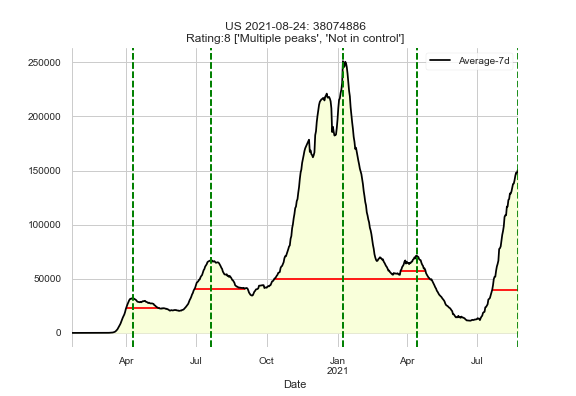 US 2021-08-24: 38074886
Rating:8 ['Multiple peaks', 'Not in control']
Average-7d
250000
200000
150000
100000
50000
0
Apr
Jul
Oct
Jan
2021
Apr
Jul
Date